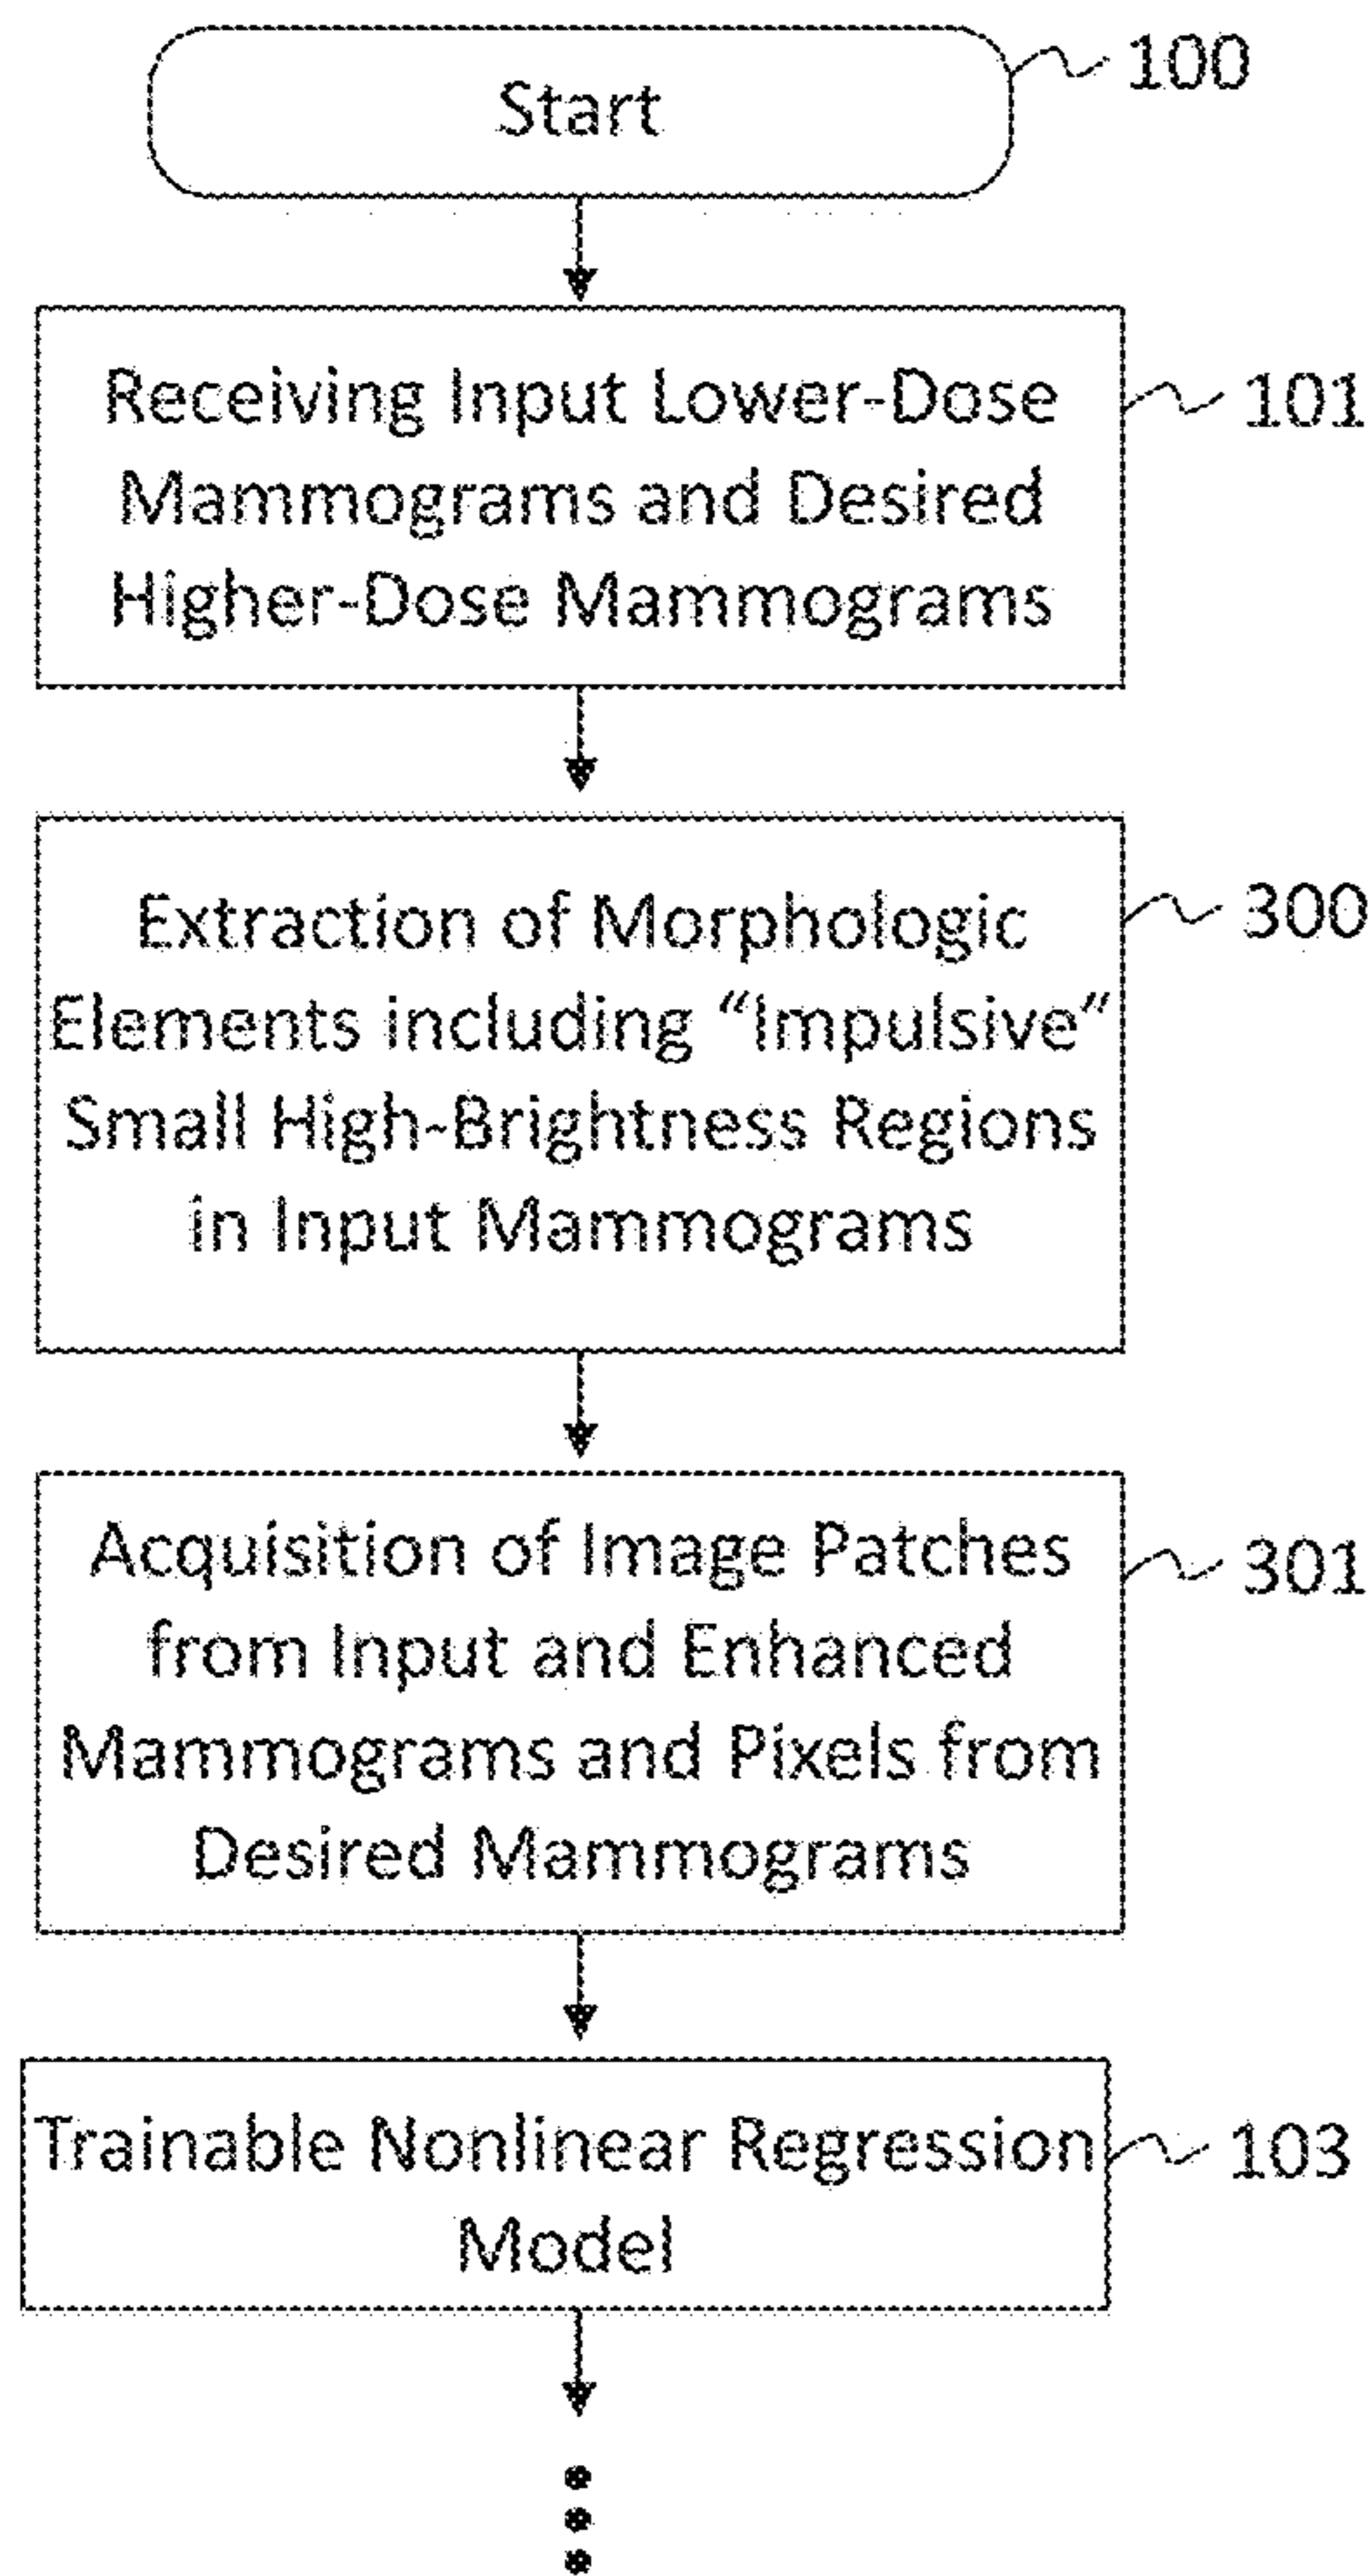 Start
100
Receiving Input Lower-Dose
Mammograms and Desired
Higher-Dose Mammograms
101
Extraction of Morphologic
Elements including “Impulsive”
Small High-Brightness Regions
in Input Mammograms
300
Acquisition of Image Patches
from Input and Enhanced
Mammograms and Pixels from
Desired Mammograms
301
Trainable Nonlinear Regression
Model
103